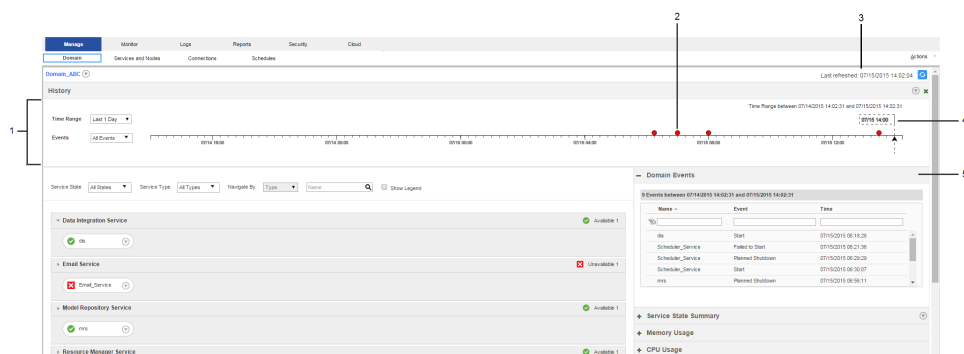 2
3
Manage Monitor Logs Reports Security Cloud
Domain Services and Nodes Connections Schedules
Actions
Domain_ABC
Last refreshed: 07/15/2015 14:02:04
History
Time Range between 07/14/2015 14:02:31 and 07/15/2015 14:02:31
1
Time Range Last 1 Day
07/15 14:00
4
Events All Events
07/14 16:00 07/14 20:00 07/15 00:00 07/15 04:00 07/15 08:00 07/15 12:00
Service State All States Service Type All Types Navigate By Type Name Show Legend
Domain Events
5
5 Events between 07/14/2015 14:02:31 and 07/15/2015 14:02:31
Name Event Time
dis Start 07/15/2015 06:15:26
Scheduler_Service Failed to Start 07/15/2015 06:21:36
Scheduler_Service Planned Shutdown 07/15/2015 06:29:29
Scheduler_Service Start 07/15/2015 06:30:07
mrs Planned Shutdown 07/15/2015 06:56:11
Data Integration Service Available 1
dis
Email Service Unavailable 1
Email_Service
Model Repository Service Available 1
mrs
Resource Manager Service Available 1
Service State Summary
Memory Usage
CPU Usage